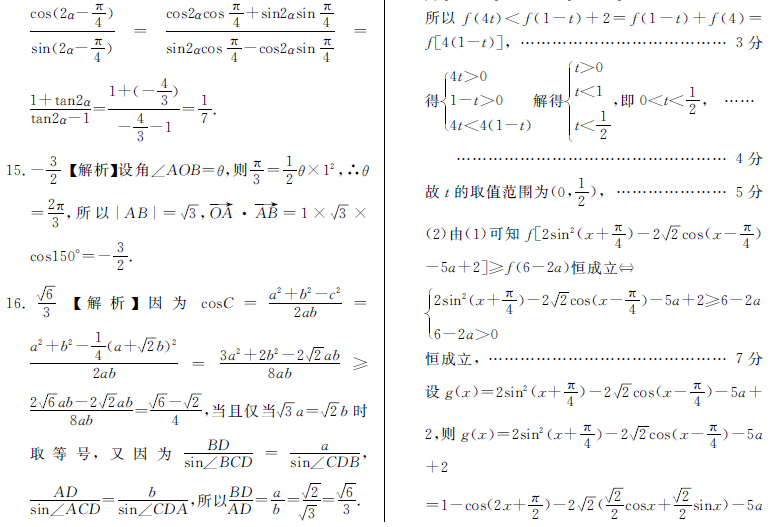 cos(2α−π/4)/sin(2α−π/4) = (cos2αcos π/4+sin2αsin π/4)/(sin2αcos π/4−cos2αsin π/4) =
(1+tan2α)/(tan2α−1)=(1+(−4/3))/(−4/3−1)=1/7.
15. −3/2 【解析】设角∠AOB=θ,则π/3=1/2θ×1²,∴θ
=2π/3,所以|AB|=√3,OA→·AB→=1×√3×
cos150°=−3/2.
16. √6/3 【解析】因为 cosC = (a²+b²−c²)/2ab =
(a²+b²−1/4(a+√2b)²)/2ab = (3a²+2b²−2√2ab)/8ab ≥
(2√6ab−2√2ab)/8ab=(√6−√2)/4,当且仅当√3a=√2b时
取等号,又因为 BD/sin∠BCD = a/sin∠CDB,
AD/sin∠ACD=b/sin∠CDA,所以BD/AD=a/b=√2/√3=√6/3.
所以 f(4t)<f(1−t)+2=f(1−t)+f(4)=
f[4(1−t)],…………………………… 3分
得{4t>0 1−t>0 4t<4(1−t) 解得{t>0 t<1 t<1/2 ,即0<t<1/2, ……
…………………………………… 4分
故t的取值范围为(0,1/2),……………… 5分
(2)由(1)可知 f[2sin²(x+π/4)−2√2cos(x−π/4)
−5a+2]≥f(6−2a)恒成立⇔
{2sin²(x+π/4)−2√2cos(x−π/4)−5a+2≥6−2a
6−2a>0
恒成立,………………………………… 7分
设 g(x)=2sin²(x+π/4)−2√2cos(x−π/4)−5a+
2,则g(x)=2sin²(x+π/4)−2√2cos(x−π/4)−5a
+2
=1−cos(2x+π/2)−2√2(√2/2cosx+√2/2sinx)−5a